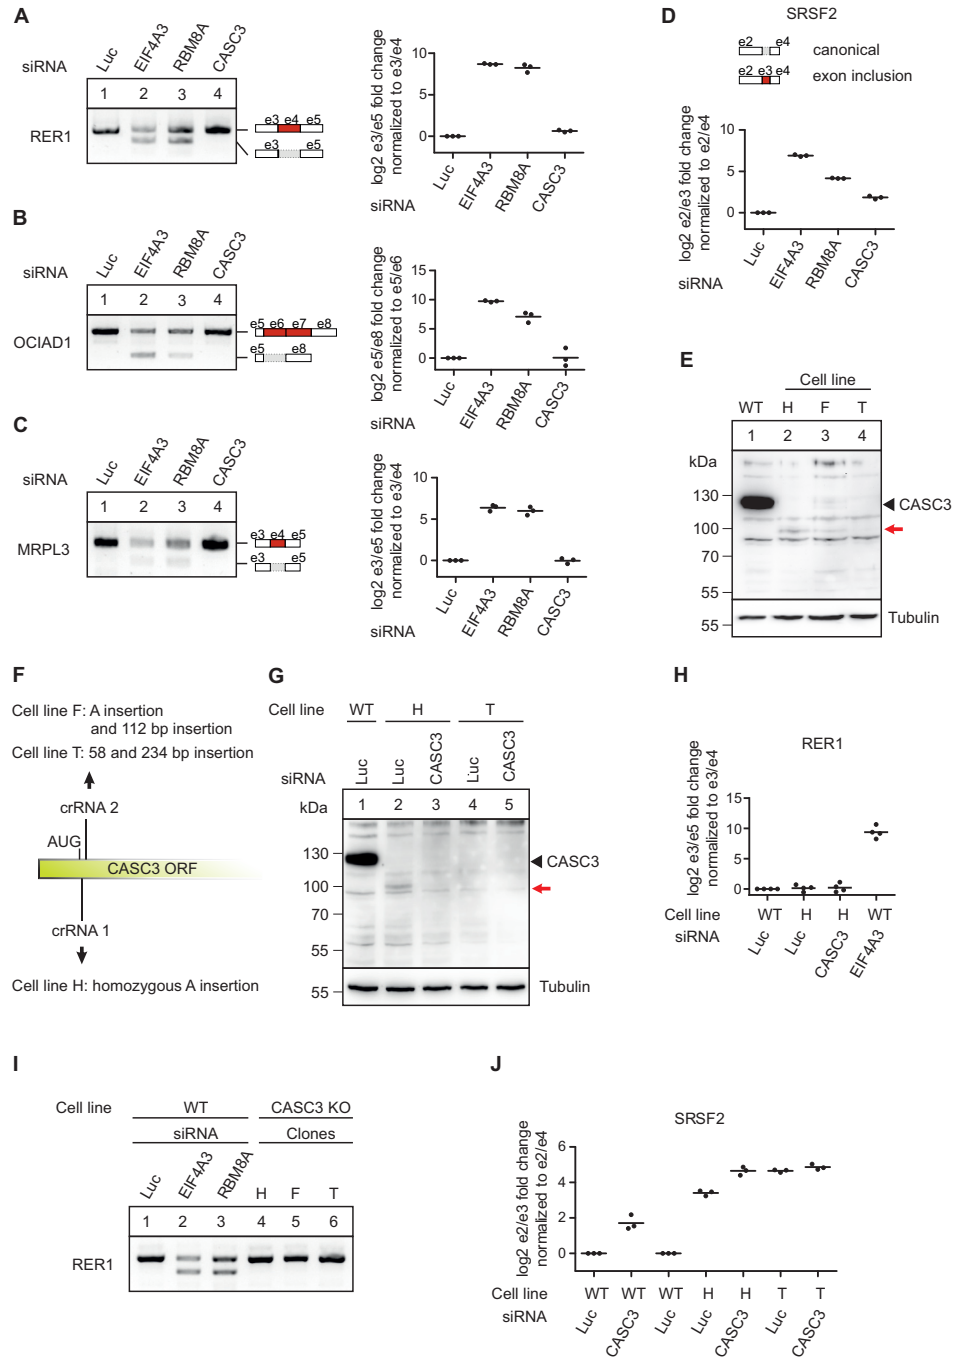 A
siRNA
Luc
EIF4A3
RBM8A
CASC3
1 2 3 4
RER1
e3 e4 e5
e3 e5
log2 e3/e5 fold change
normalized to e3/e4
10
5
0
siRNA
Luc
EIF4A3
RBM8A
CASC3
B
siRNA
Luc
EIF4A3
RBM8A
CASC3
1 2 3 4
OCIAD1
e5 e6 e7 e8
e5 e8
log2 e5/e8 fold change
normalized to e5/e6
15
10
5
0
siRNA
Luc
EIF4A3
RBM8A
CASC3
C
siRNA
Luc
EIF4A3
RBM8A
CASC3
1 2 3 4
MRPL3
e3 e4 e5
e3 e5
log2 e3/e5 fold change
normalized to e3/e4
10
5
0
siRNA
Luc
EIF4A3
RBM8A
CASC3
D
SRSF2
e2 e4
canonical
e2 e3 e4
exon inclusion
log2 e2/e3 fold change
normalized to e2/e4
10
5
0
siRNA
Luc
EIF4A3
RBM8A
CASC3
E
Cell line
WT H F T
1 2 3 4
kDa
130
100
70
55
55
CASC3
Tubulin
F
Cell line F: A insertion
and 112 bp insertion
Cell line T: 58 and 234 bp insertion
crRNA 2
AUG
CASC3 ORF
crRNA 1
Cell line H: homozygous A insertion
G
Cell line WT H T
siRNA
Luc
Luc
CASC3
Luc
CASC3
kDa
1 2 3 4 5
130
100
70
55
55
CASC3
Tubulin
H
RER1
log2 e3/e5 fold change
normalized to e3/e4
15
10
5
0
Cell line WT H H WT
siRNA
Luc
Luc
CASC3
EIF4A3
I
Cell line WT CASC3 KO
siRNA Clones
Luc
EIF4A3
RBM8A
H F T
1 2 3 4 5 6
RER1
J
SRSF2
log2 e2/e3 fold change
normalized to e2/e4
6
4
2
0
Cell line WT WT WT H H T T
siRNA
Luc
CASC3
Luc
Luc
CASC3
Luc
CASC3